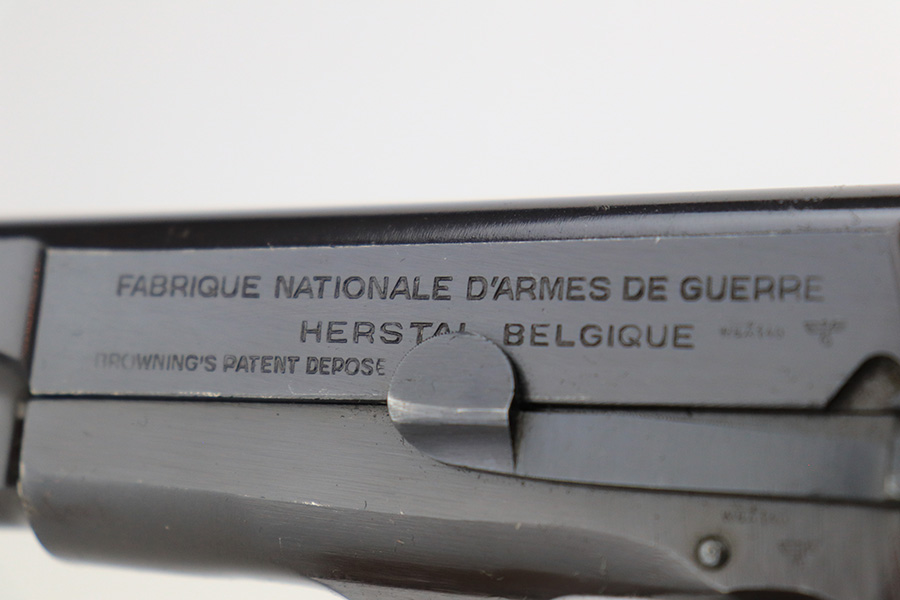 FABRIQUE NATIONALE D'ARMES DE GUERRE
HERSTAL BELGIQUE
BROWNING'S PATENT DEPOSE